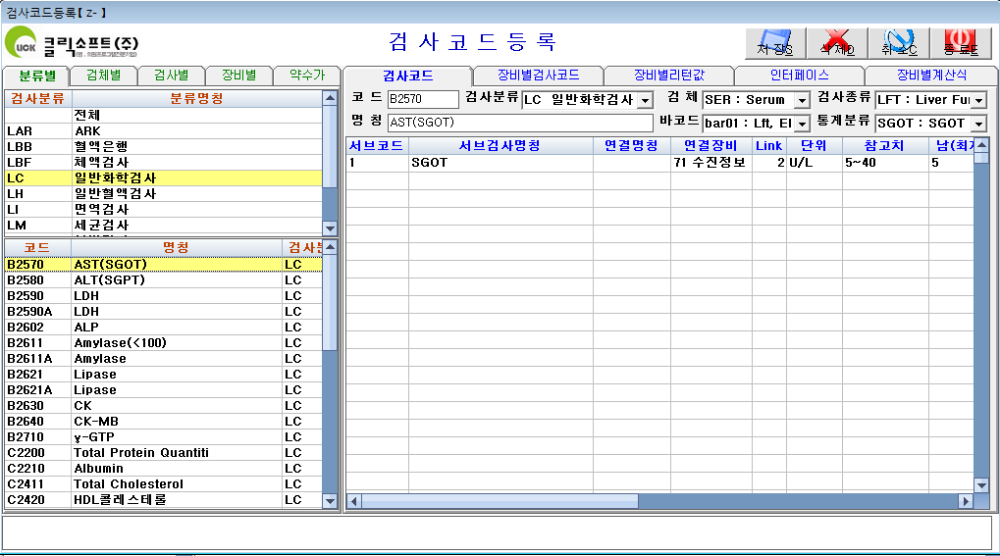 검사코드등록【 z- 】
LICK 클릭소프트(주)
검 사 코 드 등 록
저 장S 삭 제D 취 소C 종 료E
분류별 검체별 검사별 장비별 약수가
검사분류 분류명칭
전체
LAR ARK
LBB 혈액은행
LBF 체액검사
LC 일반화학검사
LH 일반혈액검사
LI 면역검사
LM 세균검사
코드 명칭 검사분
B2570 AST(SGOT) LC
B2580 ALT(SGPT) LC
B2590 LDH LC
B2590A LDH LC
B2602 ALP LC
B2611 Amylase(<100) LC
B2611A Amylase LC
B2621 Lipase LC
B2621A Lipase LC
B2630 CK LC
B2640 CK-MB LC
B2710 γ-GTP LC
C2200 Total Protein Quantiti LC
C2210 Albumin LC
C2411 Total Cholesterol LC
C2420 HDL콜레스테롤 LC
검사코드 장비별검사코드 장비별리턴값 인터페이스 장비별계산식
코 드 B2570 검사분류 LC 일반화학검사 검 체 SER : Serum 검사종류 LFT : Liver Fu
명 칭 AST(SGOT) 바코드 bar01 : Lft, El 통계분류 SGOT : SGOT
서브코드 서브검사명칭 연결명칭 연결장비 Link 단위 참고치 남(최저
1 SGOT 71 수진정보 2 U/L 5~40 5